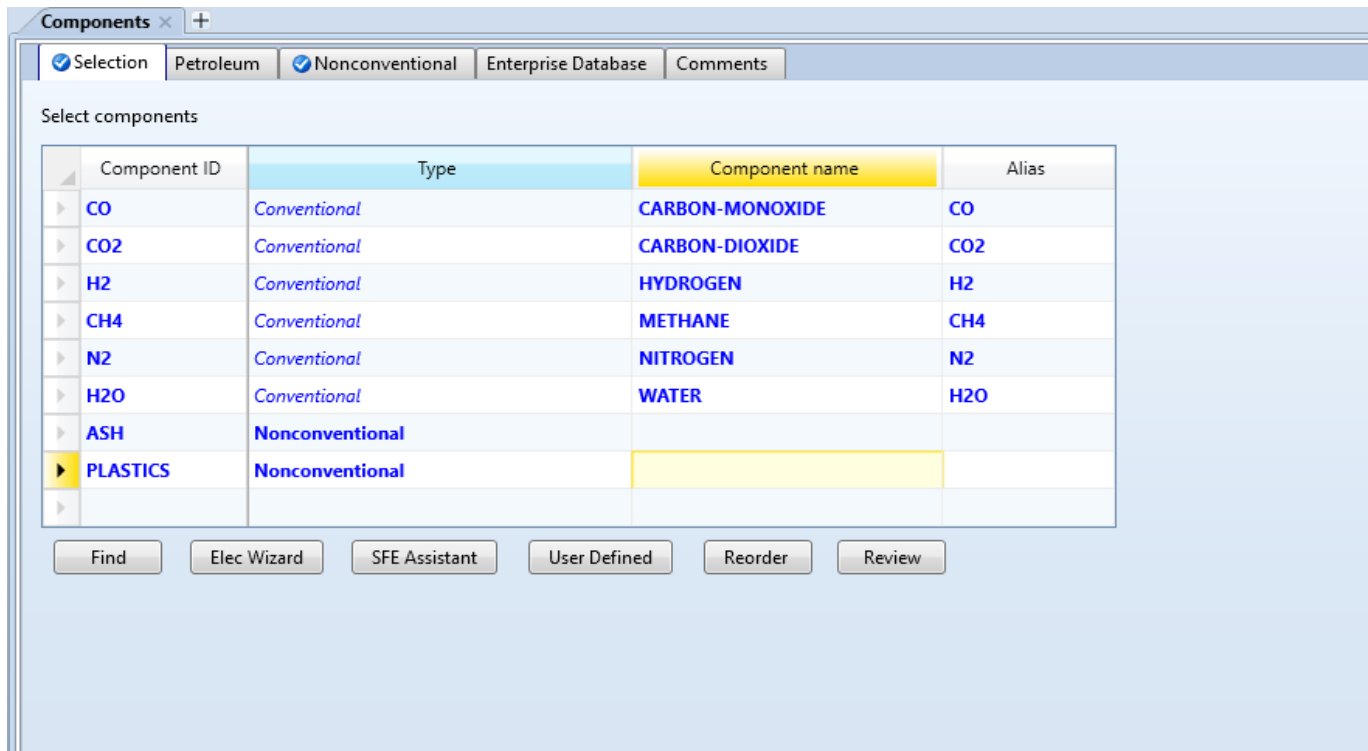 Components
Selection Petroleum Nonconventional Enterprise Database Comments
Select components
Component ID Type Component name Alias
CO Conventional CARBON-MONOXIDE CO
CO2 Conventional CARBON-DIOXIDE CO2
H2 Conventional HYDROGEN H2
CH4 Conventional METHANE CH4
N2 Conventional NITROGEN N2
H2O Conventional WATER H2O
ASH Nonconventional
PLASTICS Nonconventional
Find Elec Wizard SFE Assistant User Defined Reorder Review